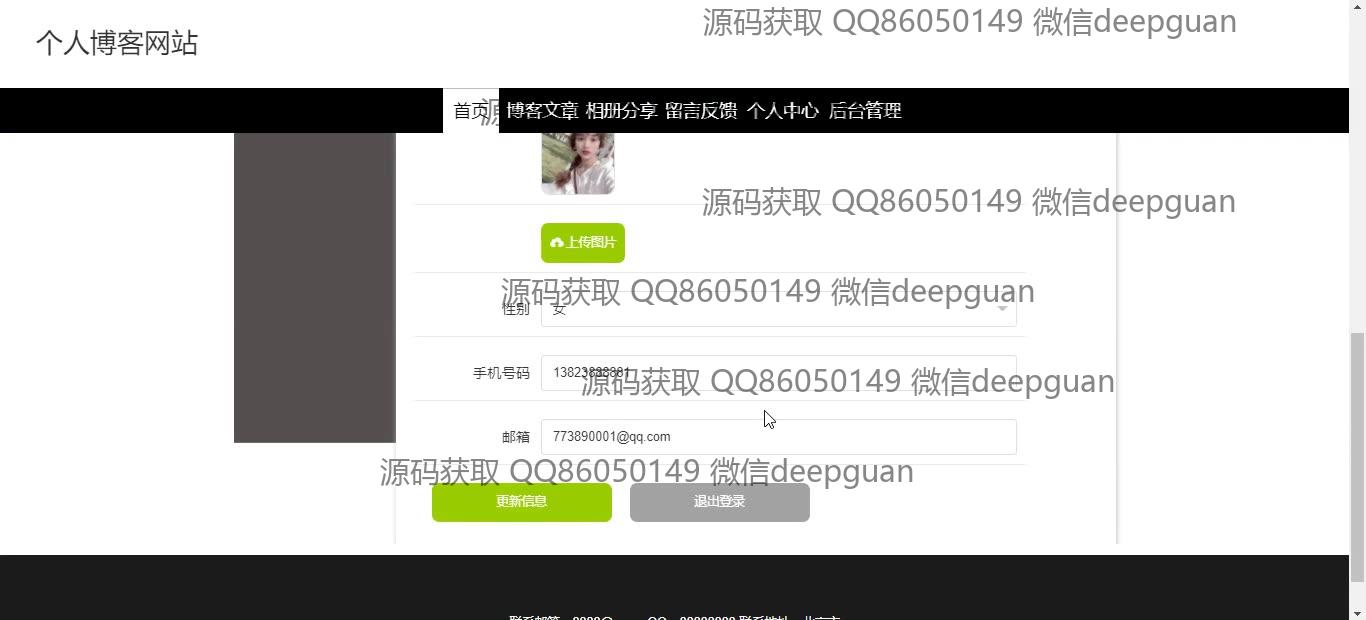 源码获取 QQ86050149 微信deepguan
个人博客网站
首页 博客文章 相册分享 留言反馈 个人中心 后台管理
源码获取 QQ86050149 微信deepguan
上传图片
源码获取 QQ86050149 微信deepguan
性别 女
手机号码
源码获取 QQ86050149 微信deepguan
邮箱 773890001@qq.com
源码获取 QQ86050149 微信deepguan
更新信息 退出登录